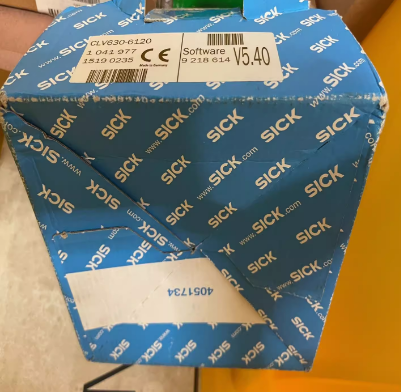 CLV630-6120
1 041 977
1519 0235
CE
Made in Germany
Software
9 218 614
V5.40
SICK
www.SICK.com
4051734